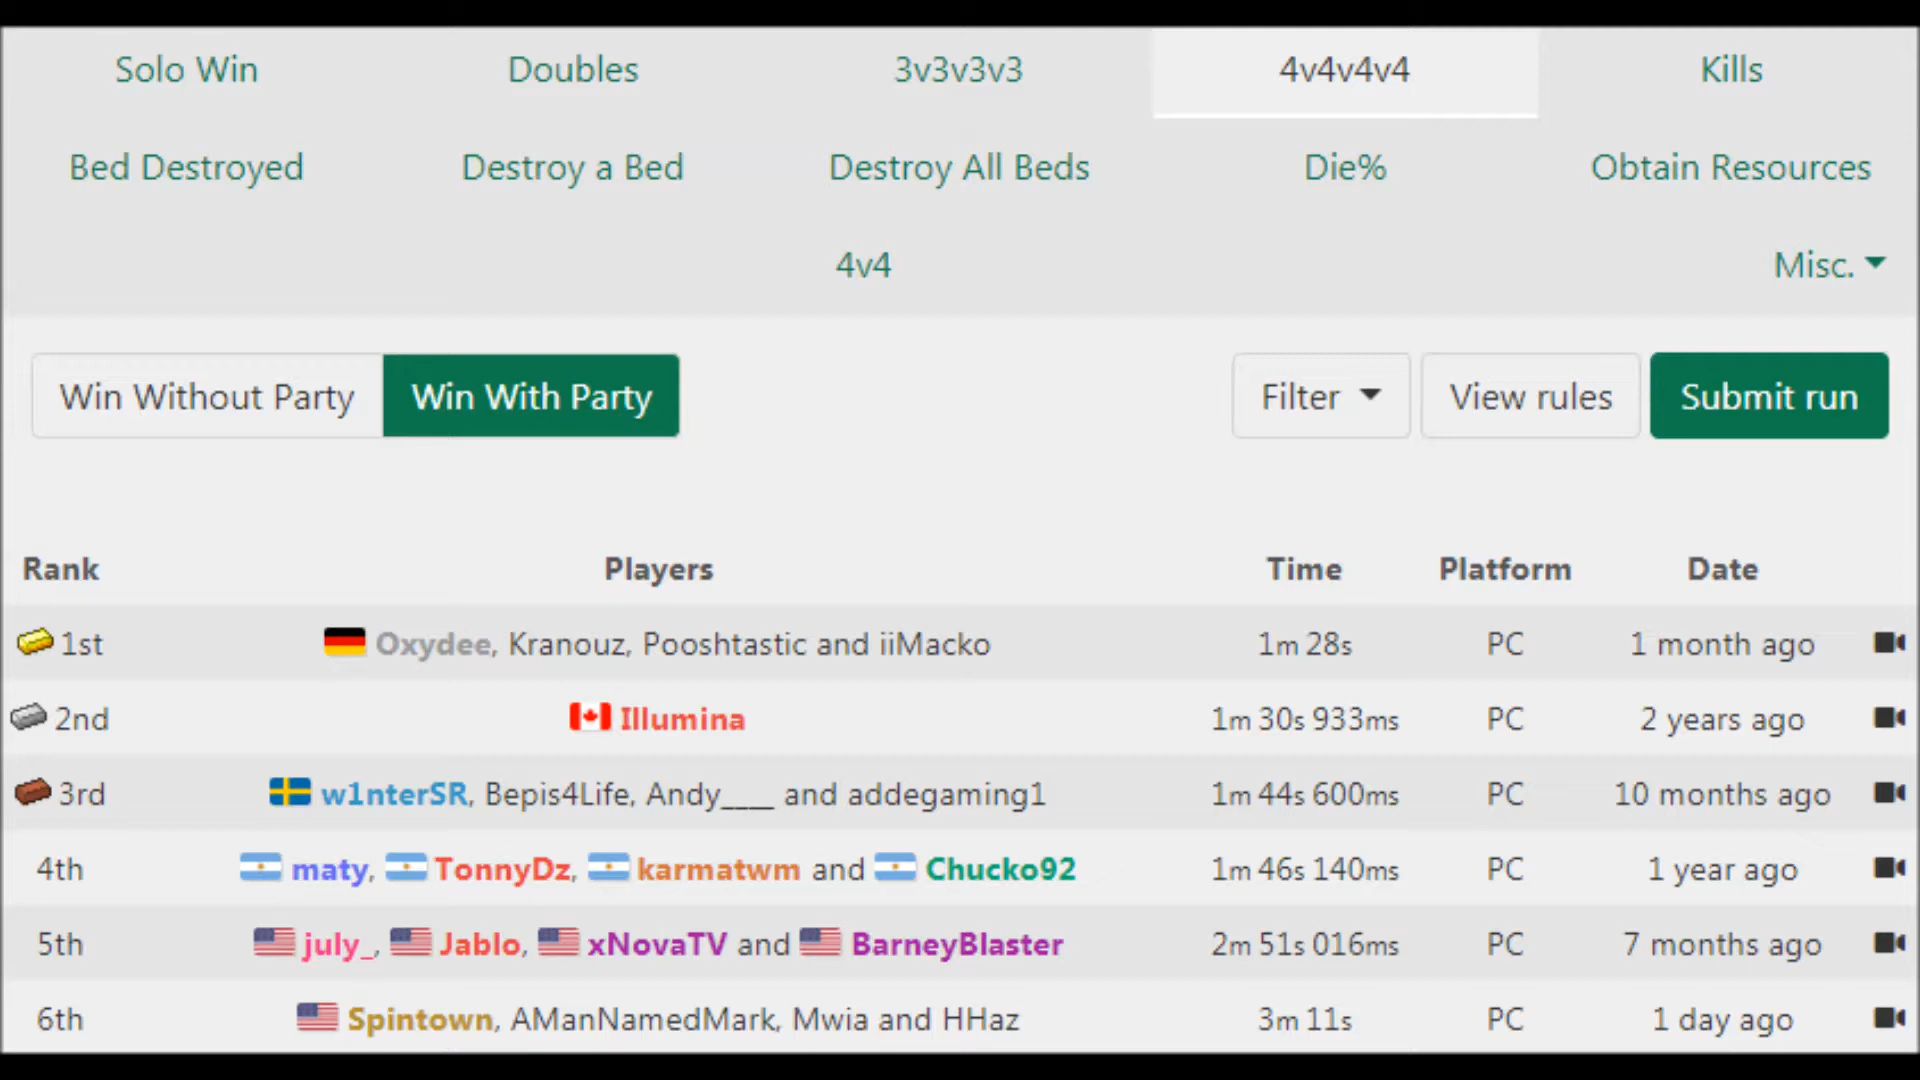 Solo Win Doubles 3v3v3v3 4v4v4v4 Kills
Bed Destroyed Destroy a Bed Destroy All Beds Die% Obtain Resources
4v4 Misc.
Win Without Party Win With Party Filter View rules Submit run
Rank Players Time Platform Date
1st Oxydee, Kranouz, Pooshtastic and iiMacko 1m 28s PC 1 month ago
2nd Illumina 1m 30s 933ms PC 2 years ago
3rd w1nterSR, Bepis4Life, Andy____ and addegaming1 1m 44s 600ms PC 10 months ago
4th maty, TonnyDz, karmatwm and Chucko92 1m 46s 140ms PC 1 year ago
5th july_, Jablo, xNovaTV and BarneyBlaster 2m 51s 016ms PC 7 months ago
6th Spintown, AManNamedMark, Mwia and HHaz 3m 11s PC 1 day ago